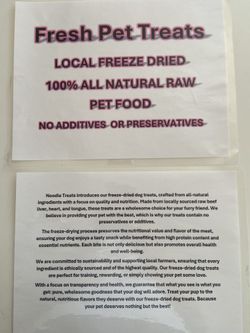 Fresh Pet Treats
LOCAL FREEZE DRIED
100% ALL NATURAL RAW
PET FOOD
NO ADDITIVES OR PRESERVATIVES
Noodle Treats introduces our freeze-dried dog treats, crafted from all-natural
ingredients with a focus on quality and nutrition. Made from locally sourced raw beef
liver, heart, and tongue, these treats are a wholesome choice for your furry friend. We
believe in providing your pet with the best, which is why our treats contain no
preservatives or additives.
The freeze-drying process preserves the nutritional value and flavor of the meat,
ensuring your dog enjoys a tasty snack while benefiting from high protein content and
essential nutrients. Each bite is not only delicious but also promotes overall health
and well-being.
We are committed to sustainability and supporting local farmers, ensuring that every
ingredient is ethically sourced and of the highest quality. Our freeze-dried dog treats
are perfect for training, rewarding, or simply showing your pet some love.
With a focus on transparency and health, we guarantee that what you see is what you
get: pure, wholesome goodness that your dog will adore. Treat your pup to the
natural, nutritious flavors they deserve with our freeze-dried dog treats. Because
your pet deserves nothing but the best!